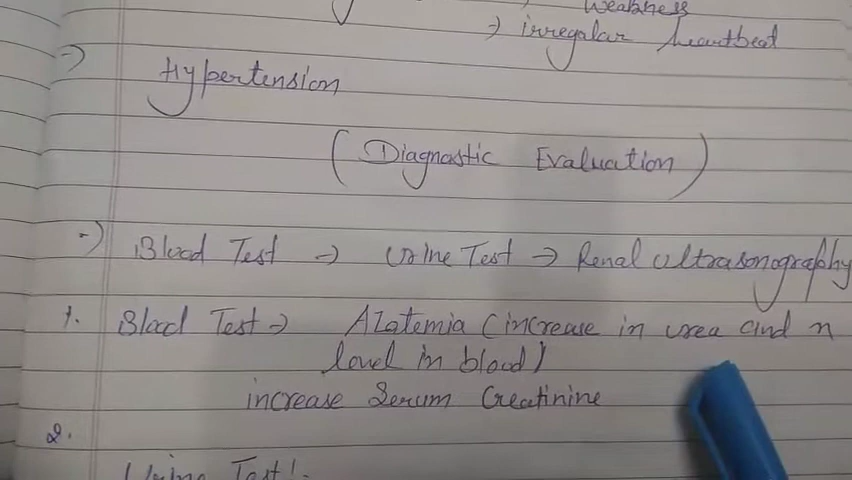 -) weakness
-) irregular heartbeat
-) Hypertension
(Diagnostic Evaluation)
-) Blood Test -) Urine Test -) Renal Ultrasonography
1. Blood Test -) Azatemia (increase in urea and n
level in blood)
increase Serum Creatinine
2.
Urine Test:-